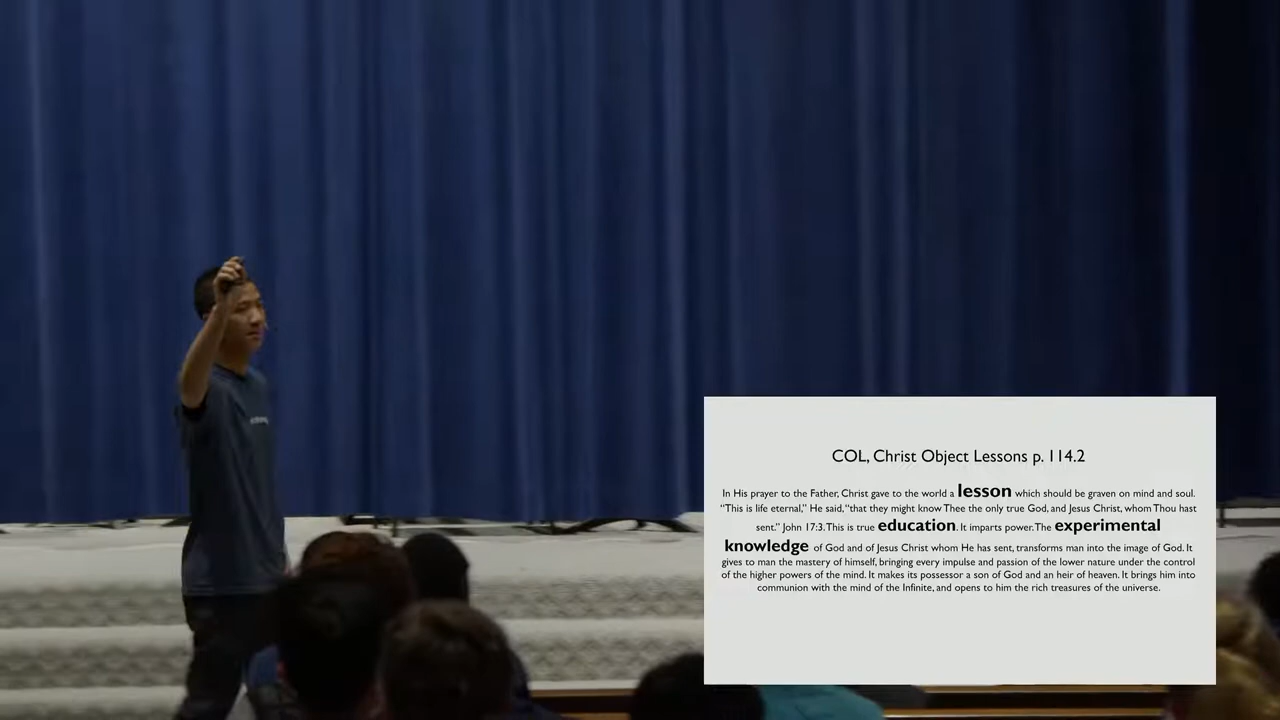 COL, Christ Object Lessons p. 114.2
In His prayer to the Father, Christ gave to the world a lesson which should be graven on mind and soul.
“This is life eternal,” He said, “that they might know Thee the only true God, and Jesus Christ, whom Thou hast
sent.” John 17:3. This is true education. It imparts power. The experimental
knowledge of God and of Jesus Christ whom He has sent, transforms man into the image of God. It
gives to man the mastery of himself, bringing every impulse and passion of the lower nature under the control
of the higher powers of the mind. It makes its possessor a son of God and an heir of heaven. It brings him into
communion with the mind of the Infinite, and opens to him the rich treasures of the universe.